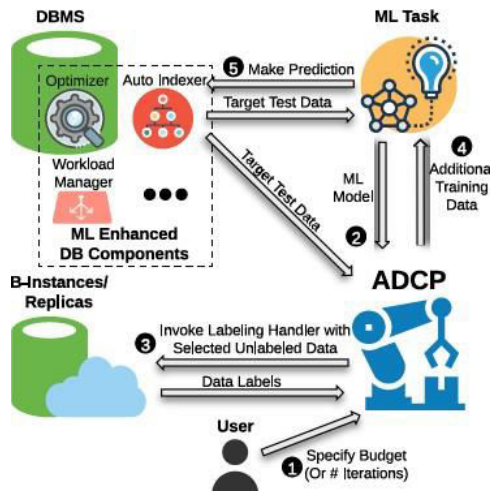 DBMS
ML Task
Optimizer
Auto Indexer
5 Make Prediction
Target Test Data
Workload
Manager
ML Enhanced
DB Components
Target Test Data
ML
Model
2
4
Additiona
Training
Data
B-Instances/
Replicas
ADCP
3 Invoke Labeling Handler with
Selected Unlabeled Data
Data Labels
User
1 Specify Budget
(Or # Iterations)